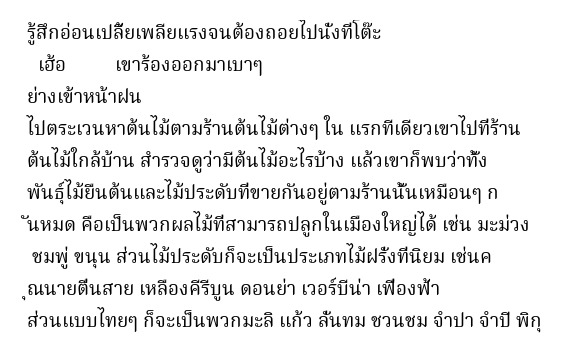 รู้สึกอ่อนเปลี้ยเพลียแรงจนต้องถอยไปนั่งที่โต๊ะ
เฮ้อ เขาร้องออกมาเบาๆ
ย่างเข้าหน้าฝน
ไปตระเวนหาต้นไม้ตามร้านต้นไม้ต่างๆ ใน แรกทีเดียวเขาไปที่ร้าน
ต้นไม้ใกล้บ้าน สำรวจดูว่ามีต้นไม้อะไรบ้าง แล้วเขาก็พบว่าทั้ง
พันธุ์ไม้ยืนต้นและไม้ประดับที่ขายกันอยู่ตามร้านนั้นเหมือนๆ ก
ันหมด คือเป็นพวกผลไม้ที่สามารถปลูกในเมืองใหญ่ได้ เช่น มะม่วง
ชมพู่ ขนุน ส่วนไม้ประดับก็จะเป็นประเภทไม้ฝรั่งที่นิยม เช่นค
ุณนายตื่นสาย เหลืองคีรีบูน ดอนย่า เวอร์บีน่า เฟื่องฟ้า
ส่วนแบบไทยๆ ก็จะเป็นพวกมะลิ แก้ว ลั่นทม ชวนชม จำปา จำปี พิกุ